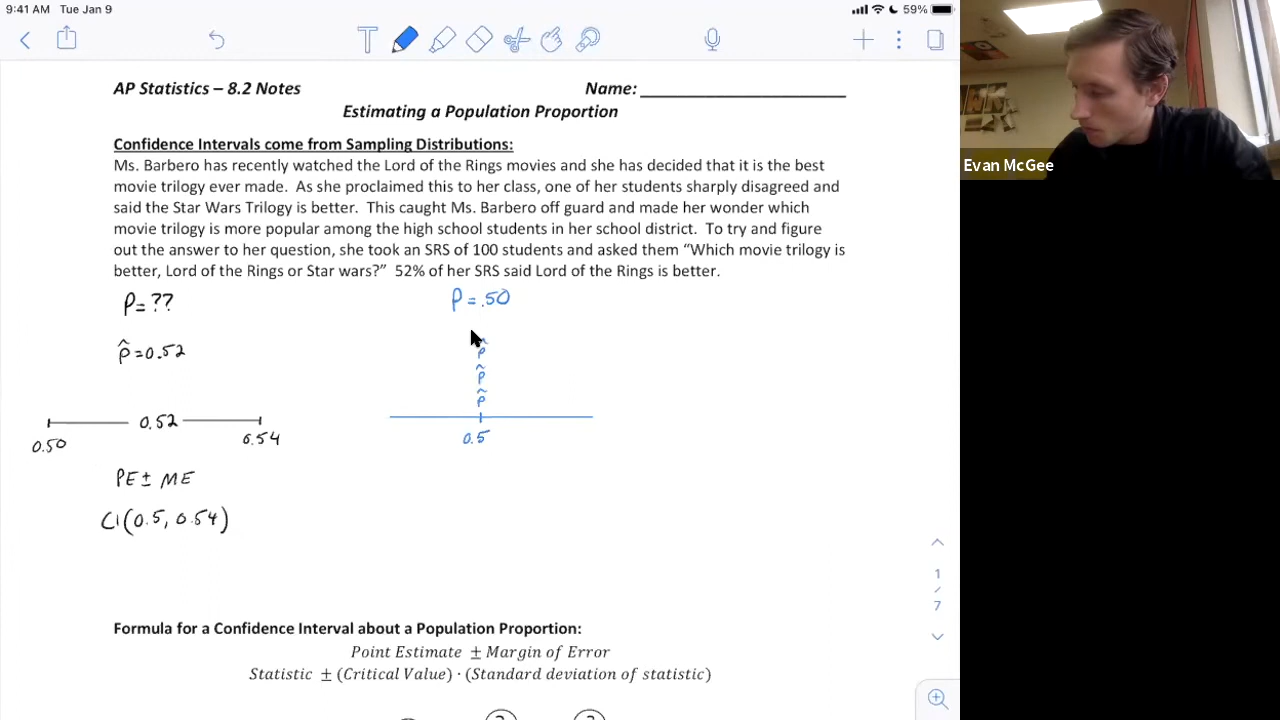 9:41 AM Tue Jan 9
59%
AP Statistics – 8.2 Notes Name: ____________________
Estimating a Population Proportion
Confidence Intervals come from Sampling Distributions:
Ms. Barbero has recently watched the Lord of the Rings movies and she has decided that it is the best
movie trilogy ever made. As she proclaimed this to her class, one of her students sharply disagreed and
said the Star Wars Trilogy is better. This caught Ms. Barbero off guard and made her wonder which
movie trilogy is more popular among the high school students in her school district. To try and figure
out the answer to her question, she took an SRS of 100 students and asked them “Which movie trilogy is
better, Lord of the Rings or Star wars?” 52% of her SRS said Lord of the Rings is better.
P = ??
P = .50
p̂ = 0.52
p̂
p̂
p̂
0.52
0.50
0.54
0.5
PE ± ME
CI (0.5, 0.54)
Formula for a Confidence Interval about a Population Proportion:
Point Estimate ± Margin of Error
Statistic ± (Critical Value) · (Standard deviation of statistic)
Evan McGee
1
/
7